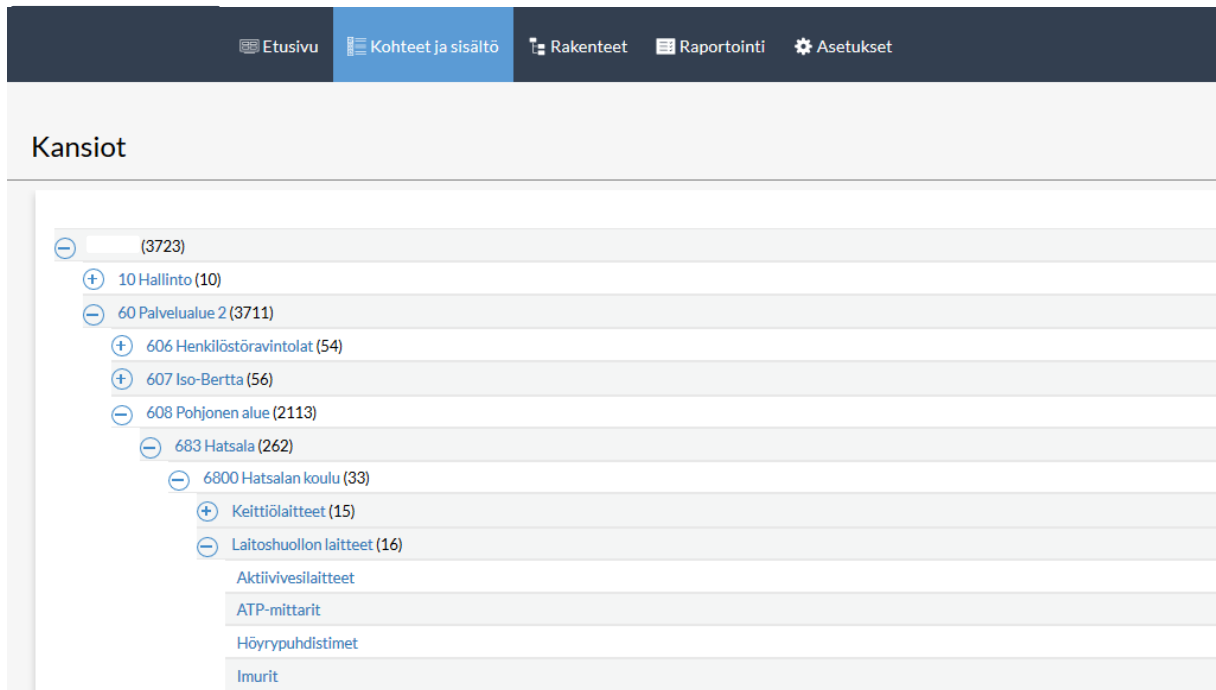 Etusivu Kohteet ja sisältö Rakenteet Raportointi Asetukset
Kansiot
(3723)
10 Hallinto (10)
60 Palvelualue 2 (3711)
606 Henkilöstöravintolat (54)
607 Iso-Bertta (56)
608 Pohjonen alue (2113)
683 Hatsala (262)
6800 Hatsalan koulu (33)
Keittiölaitteet (15)
Laitoshuollon laitteet (16)
Aktiivivesilaitteet
ATP-mittarit
Höyrypuhdistimet
Imurit